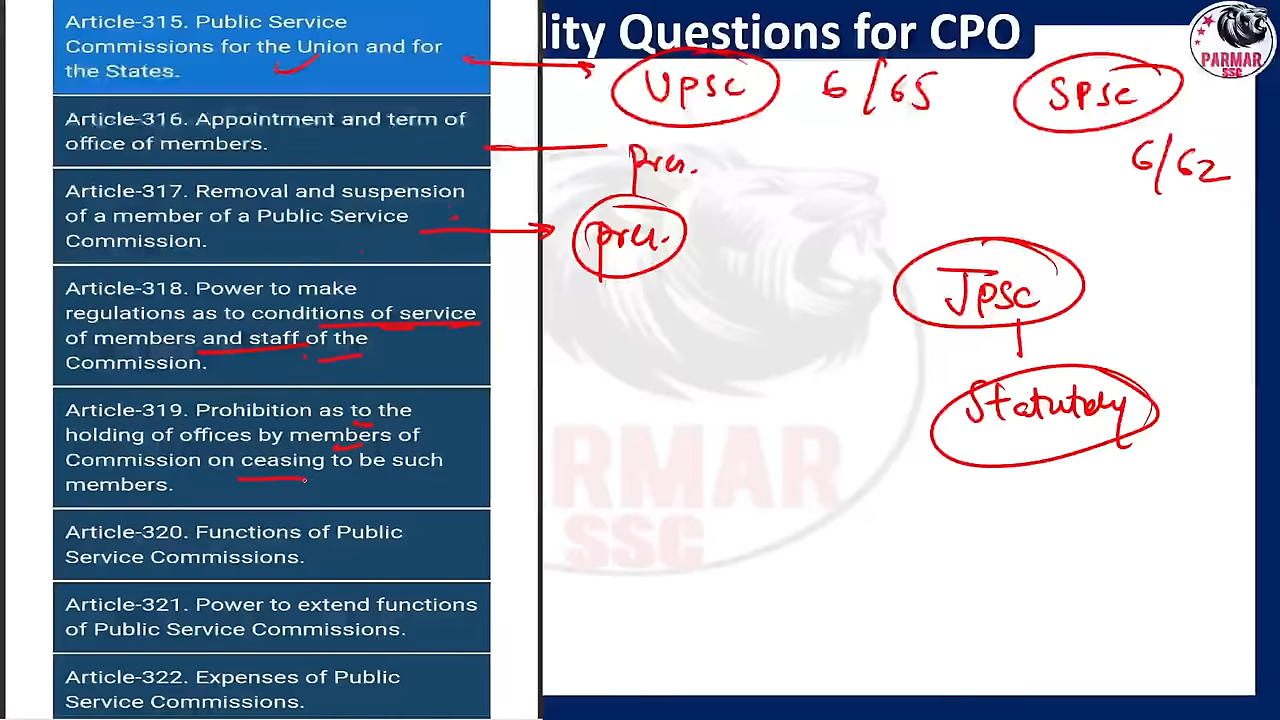 Article-315. Public Service
Commissions for the Union and for
the States.
Article-316. Appointment and term of
office of members.
Article-317. Removal and suspension
of a member of a Public Service
Commission.
Article-318. Power to make
regulations as to conditions of service
of members and staff of the
Commission.
Article-319. Prohibition as to the
holding of offices by members of
Commission on ceasing to be such
members.
Article-320. Functions of Public
Service Commissions.
Article-321. Power to extend functions
of Public Service Commissions.
Article-322. Expenses of Public
Service Commissions.
lity Questions for CPO
PARMAR
SSC
UPSC 6/65 SPSC
6/62
pres.
pres.
JPSC
Statutory
PARMAR
SSC